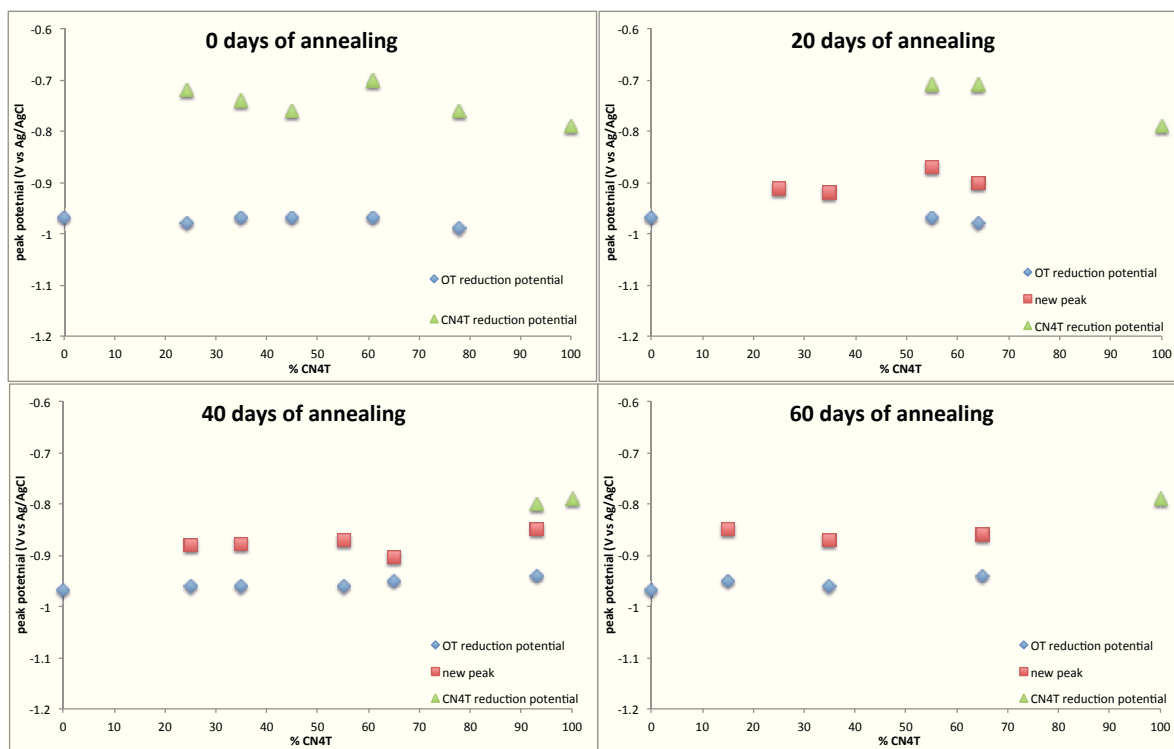 0 days of annealing
-0.6
-0.7
-0.8
-0.9
-1
-1.1
-1.2
peak potetnial (V vs Ag/AgCl
OT reduction potential
CN4T reduction potential
0 10 20 30 40 50 60 70 80 90 100
% CN4T
20 days of annealing
-0.6
-0.7
-0.8
-0.9
-1
-1.1
-1.2
peak potetnial (V vs Ag/AgCl
OT reduction potential
new peak
CN4T recution potential
0 10 20 30 40 50 60 70 80 90 100
% CN4T
40 days of annealing
-0.6
-0.7
-0.8
-0.9
-1
-1.1
-1.2
peak potetnial (V vs Ag/AgCl
OT reduction potential
new peak
CN4T reduction potential
0 10 20 30 40 50 60 70 80 90 100
% CN4T
60 days of annealing
-0.6
-0.7
-0.8
-0.9
-1
-1.1
-1.2
peak potetnial (V vs Ag/AgCl
OT reduction potential
new peak
CN4T reduction potential
0 10 20 30 40 50 60 70 80 90 100
% CN4T